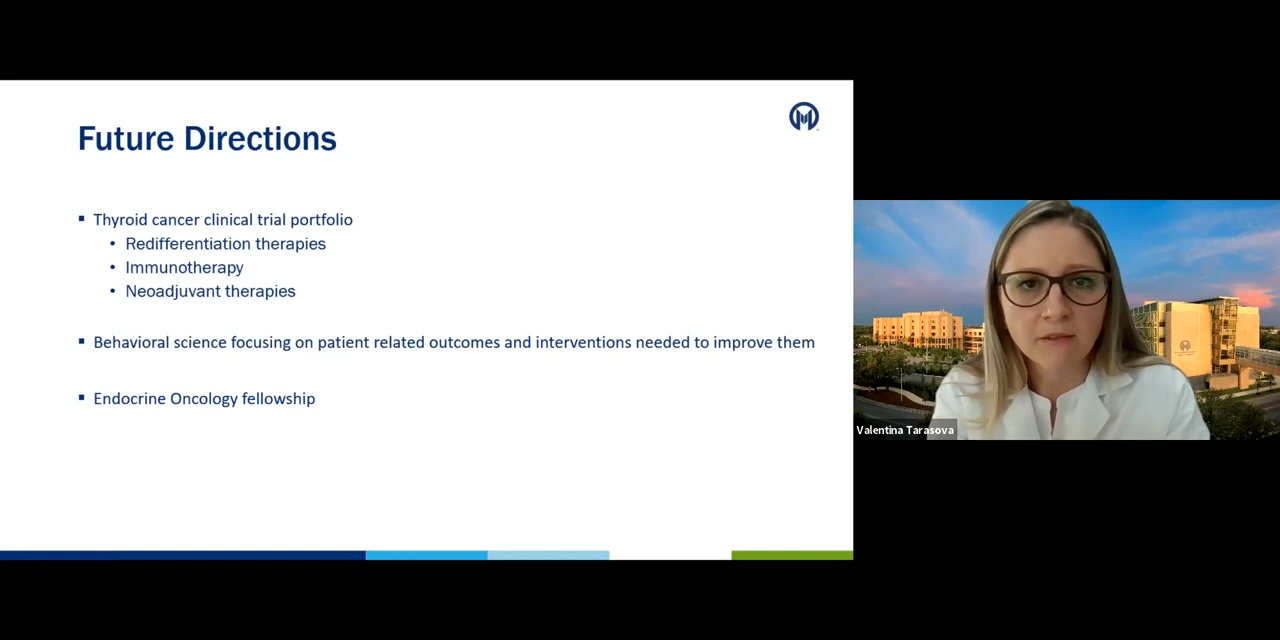 Future Directions
Thyroid cancer clinical trial portfolio
Redifferentiation therapies
Immunotherapy
Neoadjuvant therapies
Behavioral science focusing on patient related outcomes and interventions needed to improve them
Endocrine Oncology fellowship
Valentina Tarasova